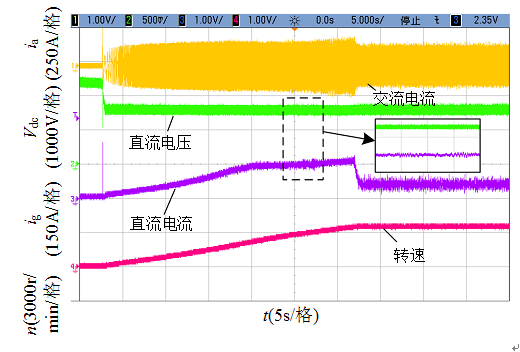 1 1.00V/ 2 500▿/ 3 1.00V/ 4 1.00V/ 0.0s 5.000s/ 停止 3 2.35V
ia (250A/格)
交流电流
Vdc (1000V/格)
直流电压
ig (150A/格)
直流电流
n(3000r/min/格)
转速
t(5s/格)